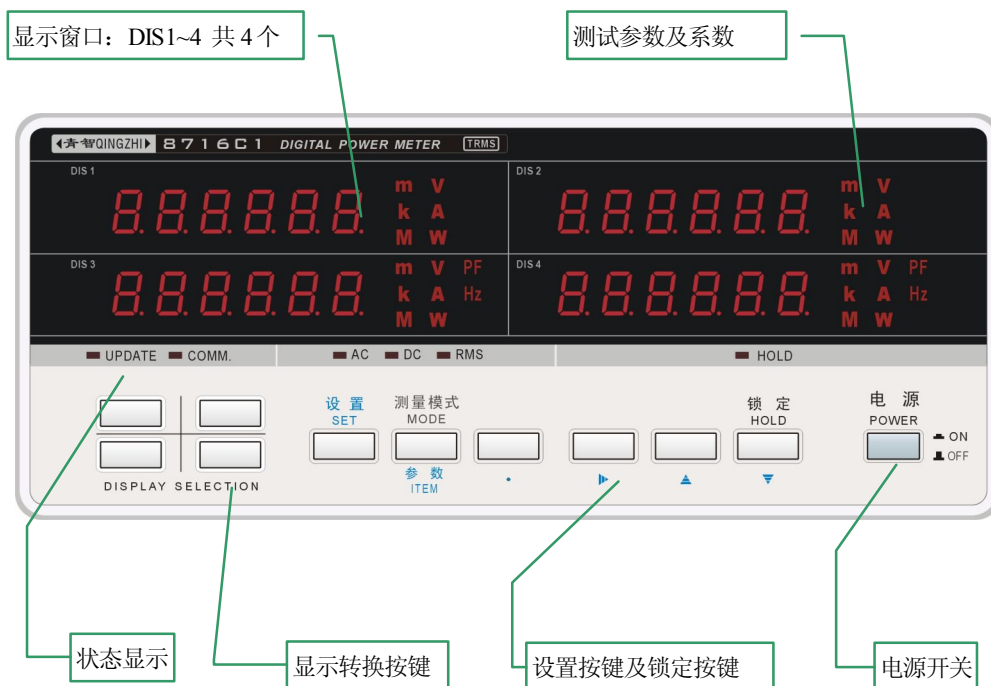 显示窗口：DIS1~4 共4个
测试参数及系数
青智QINGZHI 8716C1 DIGITAL POWER METER TRMS
DIS 1
888888 m V
k A
M W
DIS 2
888888 m V
k A
M W
DIS 3
888888 m V PF
k A Hz
M W
DIS 4
888888 m V PF
k A Hz
M W
UPDATE COMM. AC DC RMS HOLD
设置
SET
测量模式
MODE
锁定
HOLD
电源
POWER
ON
OFF
参数
ITEM
DISPLAY SELECTION
状态显示
显示转换按键
设置按键及锁定按键
电源开关